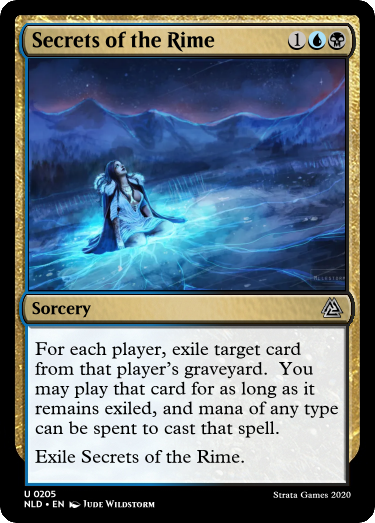 Secrets of the Rime 1
MILDSTORM
Sorcery
For each player, exile target card
from that player's graveyard.  You
may play that card for as long as it
remains exiled, and mana of any type
can be spent to cast that spell.
Exile Secrets of the Rime.
U 0205
NLD • EN Jude Wildstorm
Strata Games 2020